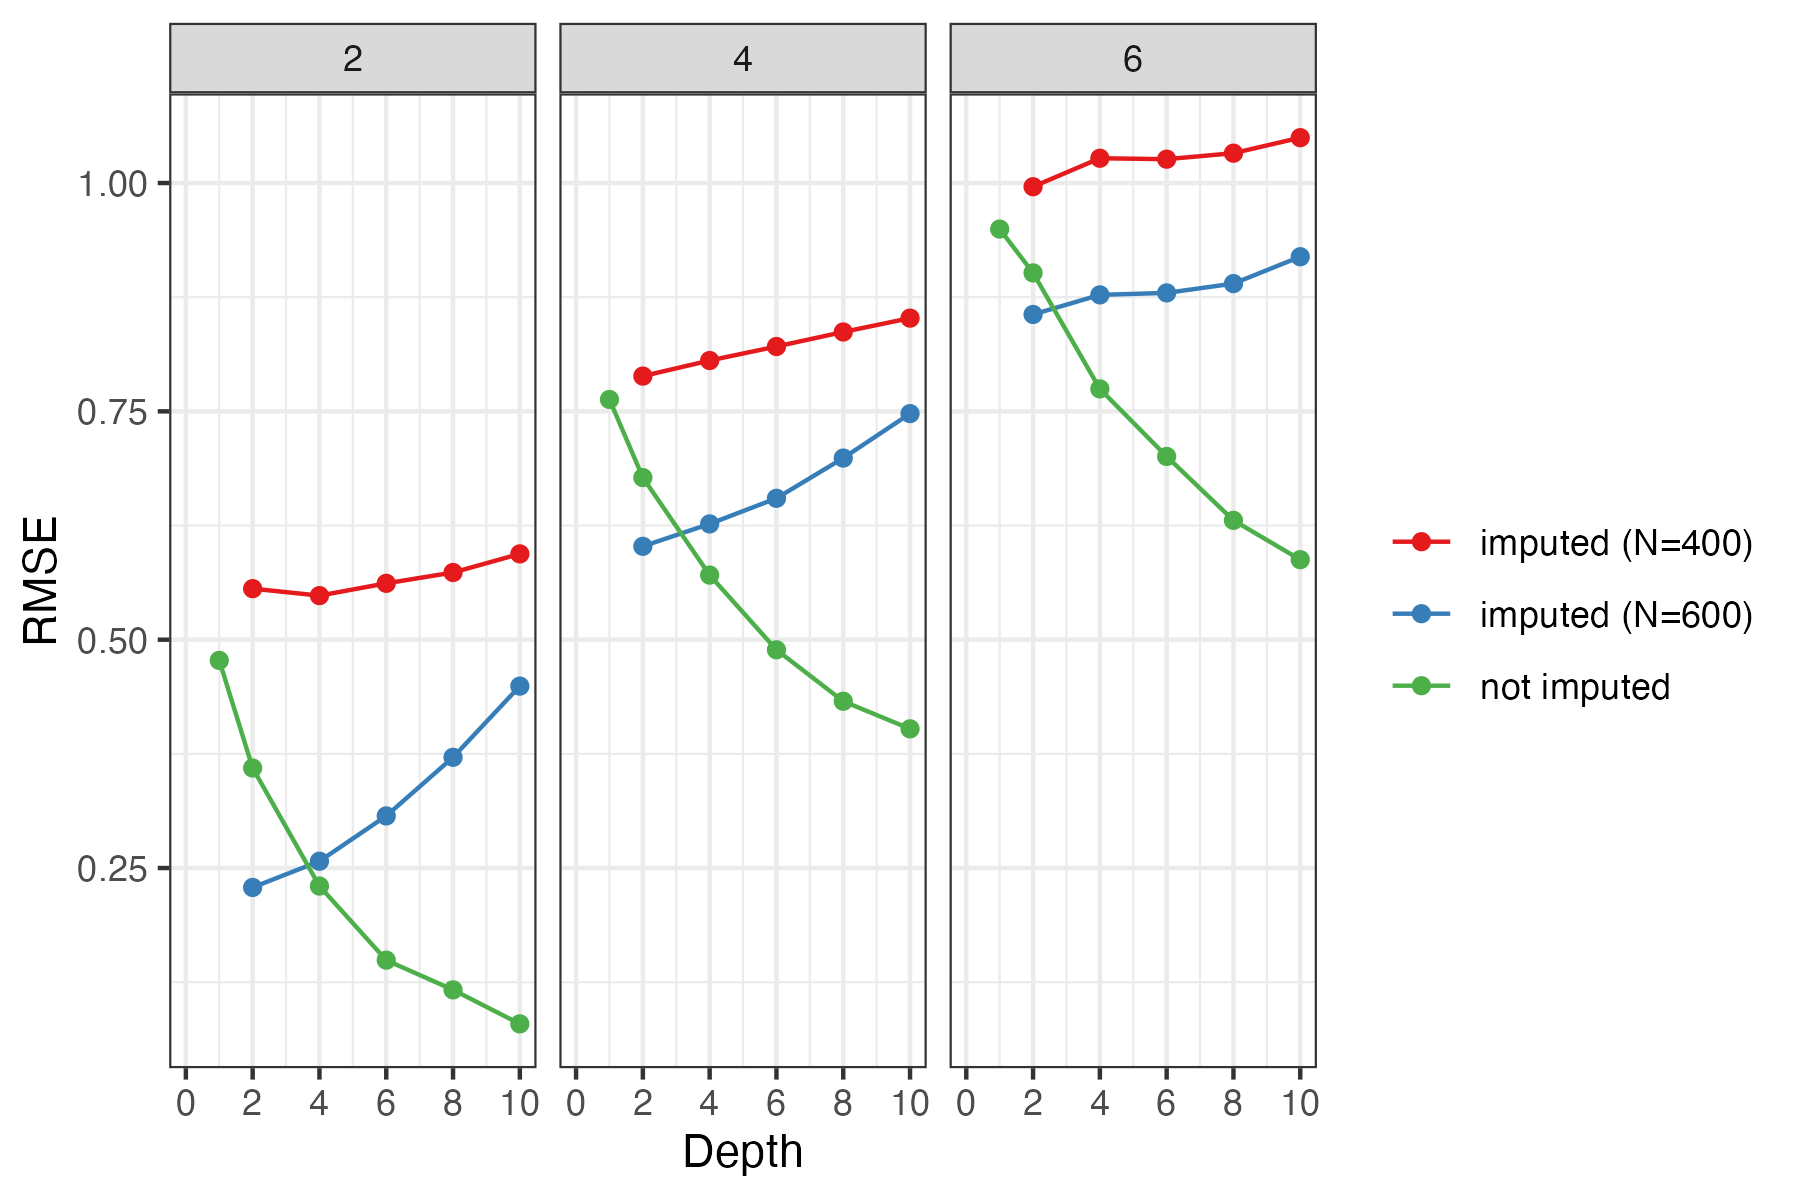 2 4 6
1.00
0.75
0.50
0.25
RMSE
0 2 4 6 8 10 0 2 4 6 8 10 0 2 4 6 8 10
Depth
imputed (N=400)
imputed (N=600)
not imputed